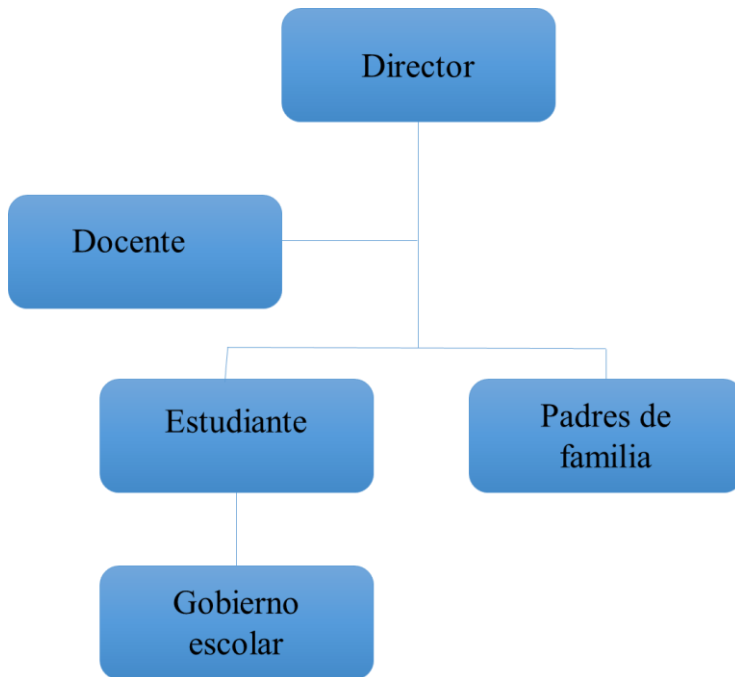 Director
Docente
Estudiante
Padres de
familia
Gobierno
escolar